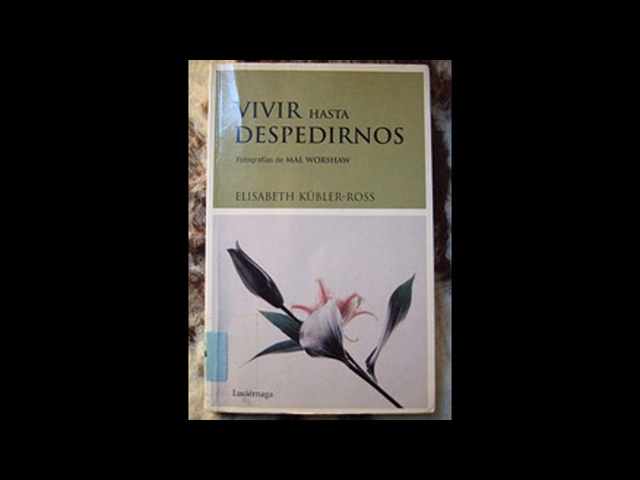 VIVIR HASTA
DESPEDIRNOS
Fotografías de MAL WORSHAW
ELISABETH KÜBLER-ROSS
Luciérnaga